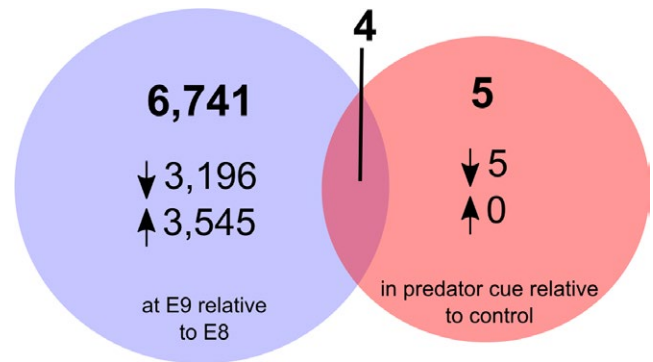 4
6,741
↓ 3,196
↑ 3,545
at E9 relative
to E8
5
↓ 5
↑ 0
in predator cue relative
to control